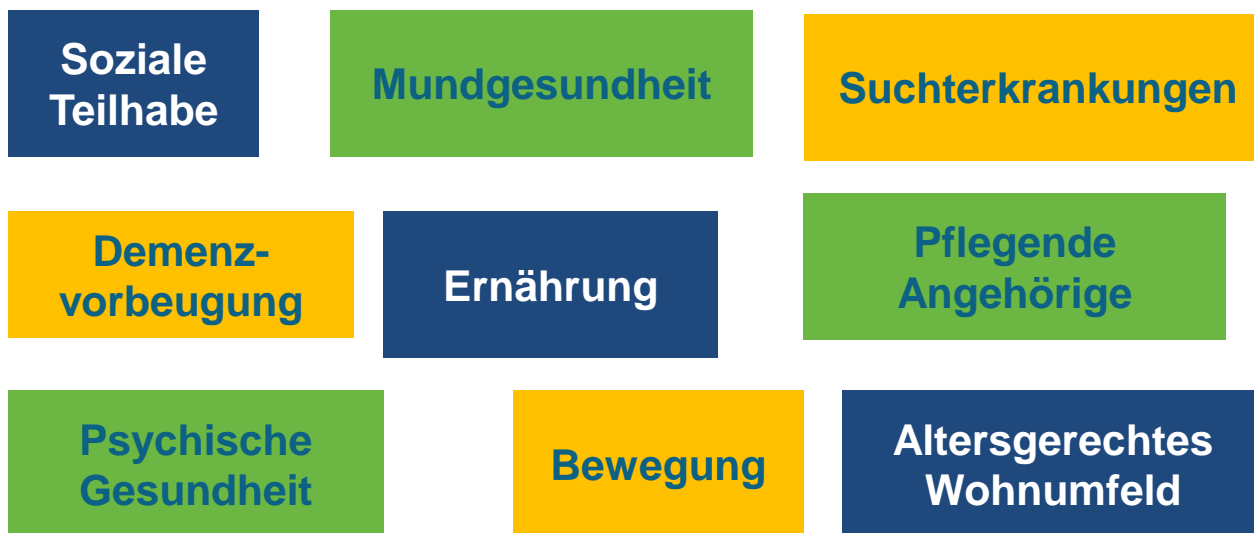 Soziale
Teilhabe
Mundgesundheit
Suchterkrankungen
Demenz-
vorbeugung
Ernährung
Pflegende
Angehörige
Psychische
Gesundheit
Bewegung
Altersgerechtes
Wohnumfeld